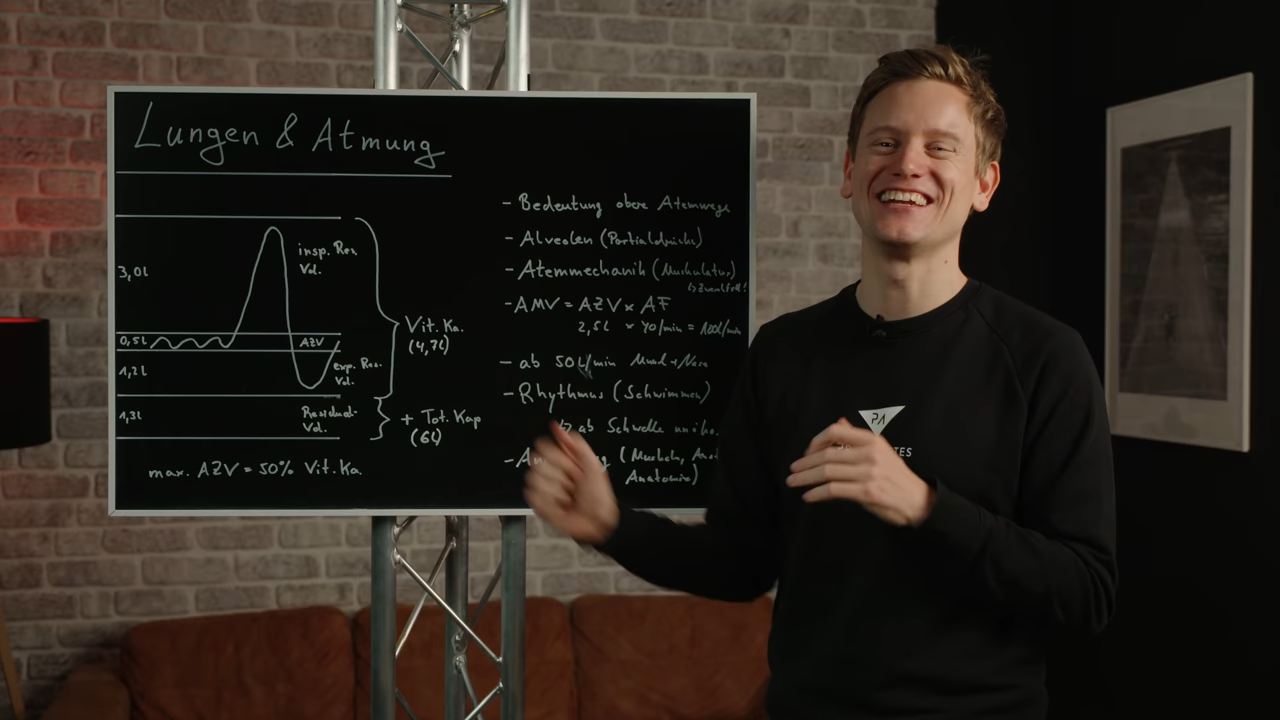 Lungen & Atmung
3,0l
insp. Res.
Vol.
0,5l
AZV
1,2l
exp. Res.
Vol.
1,3l
Residual-
Vol.
Vit. Ka.
(4,7l)
+ Tot. Kap
(6l)
max. AZV = 50% Vit. Ka.
- Bedeutung obere Atemwege
- Alveolen (Partialdrücke)
- Atemmechanik (Muskulatur)
↳ Zwerchfell!
- AMV = AZV x AF
2,5l x 40/min = 100l/min
- ab 50l/min Mund + Nase
- Rhythmus (Schwimmen)
↳ ab Schwelle
(Muskeln,
Anatomie)
PA